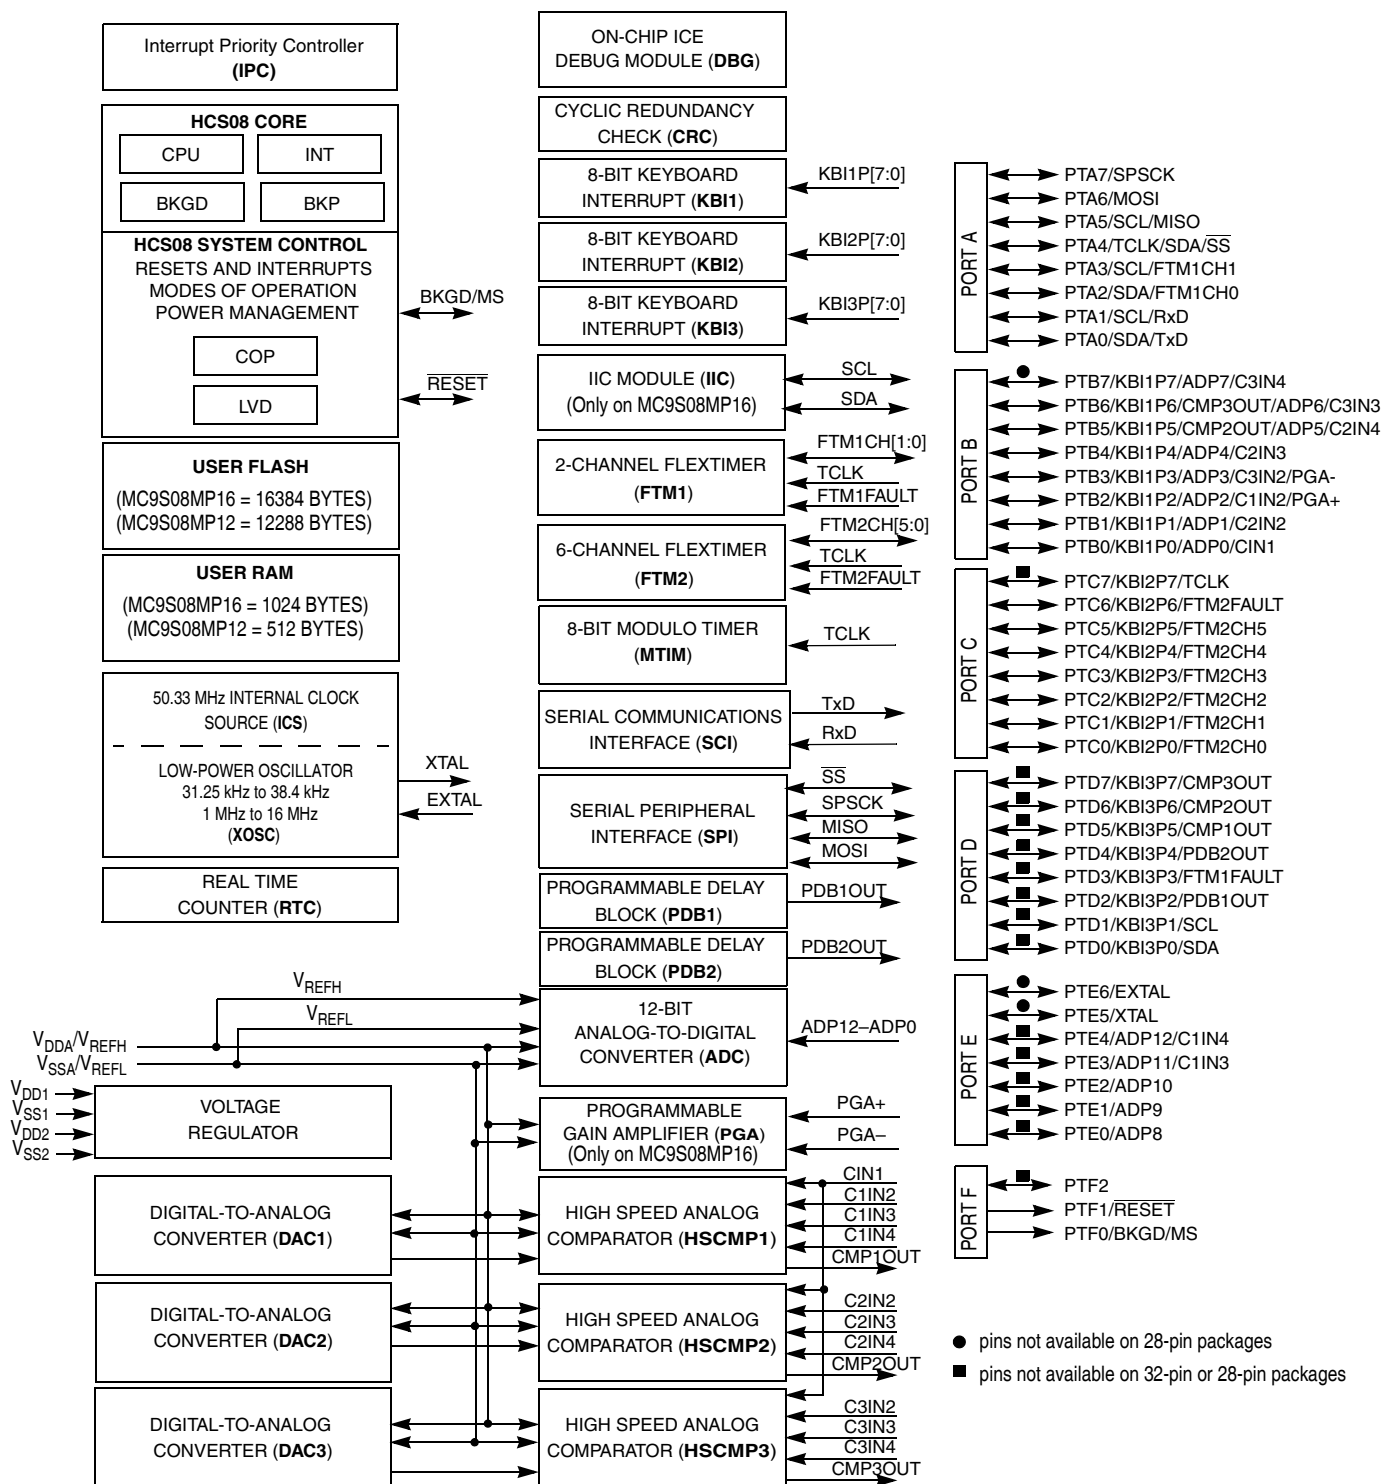 Interrupt Priority Controller
(IPC)
HCS08 CORE
CPU
INT
BKGD
BKP
HCS08 SYSTEM CONTROL
RESETS AND INTERRUPTS
MODES OF OPERATION
POWER MANAGEMENT
COP
LVD
BKGD/MS
RESET
USER FLASH
(MC9S08MP16 = 16384 BYTES)
(MC9S08MP12 = 12288 BYTES)
USER RAM
(MC9S08MP16 = 1024 BYTES)
(MC9S08MP12 = 512 BYTES)
50.33 MHz INTERNAL CLOCK
SOURCE (ICS)
LOW-POWER OSCILLATOR
31.25 kHz to 38.4 kHz
1 MHz to 16 MHz
(XOSC)
XTAL
EXTAL
REAL TIME
COUNTER (RTC)
VREFH
VREFL
VDDA/VREFH
VSSA/VREFL
VDD1
VSS1
VDD2
VSS2
VOLTAGE
REGULATOR
DIGITAL-TO-ANALOG
CONVERTER (DAC1)
DIGITAL-TO-ANALOG
CONVERTER (DAC2)
DIGITAL-TO-ANALOG
CONVERTER (DAC3)
ON-CHIP ICE
DEBUG MODULE (DBG)
CYCLIC REDUNDANCY
CHECK (CRC)
8-BIT KEYBOARD
INTERRUPT (KBI1)
KBI1P[7:0]
8-BIT KEYBOARD
INTERRUPT (KBI2)
KBI2P[7:0]
8-BIT KEYBOARD
INTERRUPT (KBI3)
KBI3P[7:0]
IIC MODULE (IIC)
(Only on MC9S08MP16)
SCL
SDA
2-CHANNEL FLEXTIMER
(FTM1)
FTM1CH[1:0]
TCLK
FTM1FAULT
6-CHANNEL FLEXTIMER
(FTM2)
FTM2CH[5:0]
TCLK
FTM2FAULT
8-BIT MODULO TIMER
(MTIM)
TCLK
SERIAL COMMUNICATIONS
INTERFACE (SCI)
TxD
RxD
SERIAL PERIPHERAL
INTERFACE (SPI)
SS
SPSCK
MISO
MOSI
PROGRAMMABLE DELAY
BLOCK (PDB1)
PDB1OUT
PROGRAMMABLE DELAY
BLOCK (PDB2)
PDB2OUT
12-BIT
ANALOG-TO-DIGITAL
CONVERTER (ADC)
ADP12–ADP0
PROGRAMMABLE
GAIN AMPLIFIER (PGA)
(Only on MC9S08MP16)
PGA+
PGA–
HIGH SPEED ANALOG
COMPARATOR (HSCMP1)
CIN1
C1IN2
C1IN3
C1IN4
CMP1OUT
HIGH SPEED ANALOG
COMPARATOR (HSCMP2)
C2IN2
C2IN3
C2IN4
CMP2OUT
HIGH SPEED ANALOG
COMPARATOR (HSCMP3)
C3IN2
C3IN3
C3IN4
CMP3OUT
PORT A
PTA7/SPSCK
PTA6/MOSI
PTA5/SCL/MISO
PTA4/TCLK/SDA/SS
PTA3/SCL/FTM1CH1
PTA2/SDA/FTM1CH0
PTA1/SCL/RxD
PTA0/SDA/TxD
PORT B
PTB7/KBI1P7/ADP7/C3IN4
PTB6/KBI1P6/CMP3OUT/ADP6/C3IN3
PTB5/KBI1P5/CMP2OUT/ADP5/C2IN4
PTB4/KBI1P4/ADP4/C2IN3
PTB3/KBI1P3/ADP3/C3IN2/PGA-
PTB2/KBI1P2/ADP2/C1IN2/PGA+
PTB1/KBI1P1/ADP1/C2IN2
PTB0/KBI1P0/ADP0/CIN1
PORT C
PTC7/KBI2P7/TCLK
PTC6/KBI2P6/FTM2FAULT
PTC5/KBI2P5/FTM2CH5
PTC4/KBI2P4/FTM2CH4
PTC3/KBI2P3/FTM2CH3
PTC2/KBI2P2/FTM2CH2
PTC1/KBI2P1/FTM2CH1
PTC0/KBI2P0/FTM2CH0
PORT D
PTD7/KBI3P7/CMP3OUT
PTD6/KBI3P6/CMP2OUT
PTD5/KBI3P5/CMP1OUT
PTD4/KBI3P4/PDB2OUT
PTD3/KBI3P3/FTM1FAULT
PTD2/KBI3P2/PDB1OUT
PTD1/KBI3P1/SCL
PTD0/KBI3P0/SDA
PORT E
PTE6/EXTAL
PTE5/XTAL
PTE4/ADP12/C1IN4
PTE3/ADP11/C1IN3
PTE2/ADP10
PTE1/ADP9
PTE0/ADP8
PORT F
PTF2
PTF1/RESET
PTF0/BKGD/MS
pins not available on 28-pin packages
pins not available on 32-pin or 28-pin packages